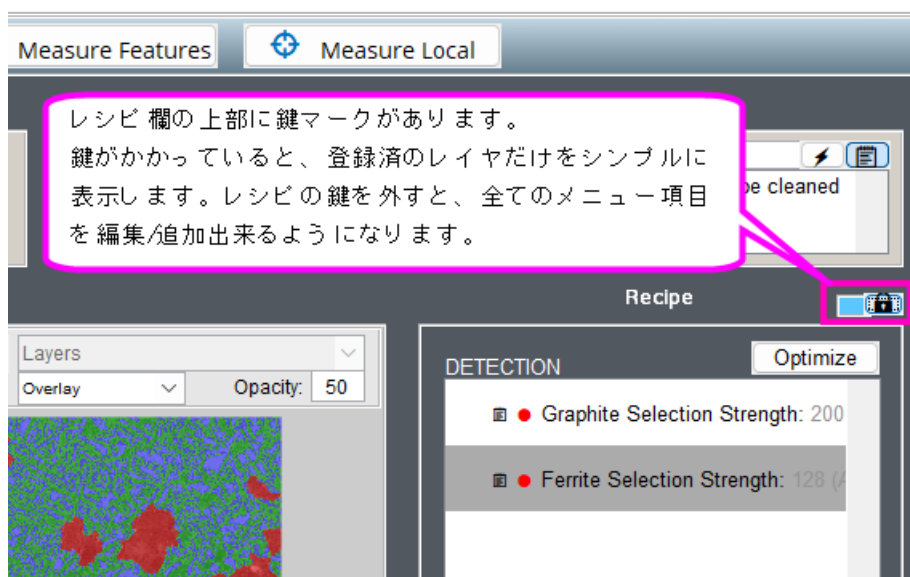 Measure Features
Measure Local
レシピ欄の上部に鍵マークがあります。
鍵がかかっていると、登録済のレイヤだけをシンプルに
表示します。レシピの鍵を外すと、全てのメニュー項目
を編集/追加出来るようになります。
be cleaned
Recipe
Layers
Overlay
Opacity: 50
DETECTION
Optimize
Graphite Selection Strength: 200
Ferrite Selection Strength: 128 (A